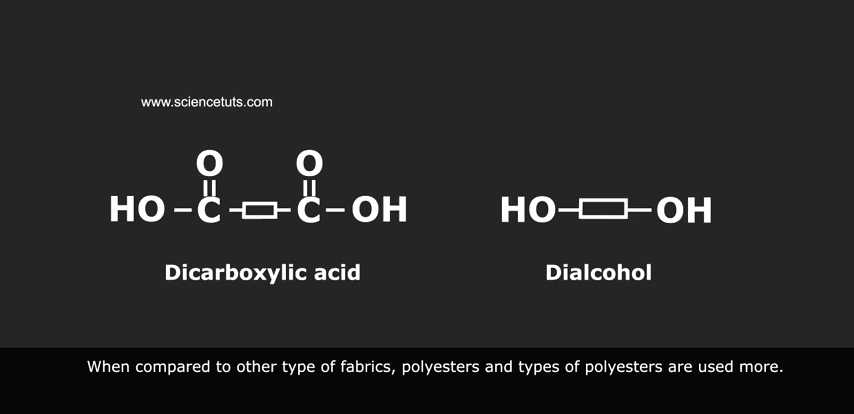 www.sciencetuts.com
O O
HO C C OH HO OH
Dicarboxylic acid Dialcohol
When compared to other type of fabrics, polyesters and types of polyesters are used more.